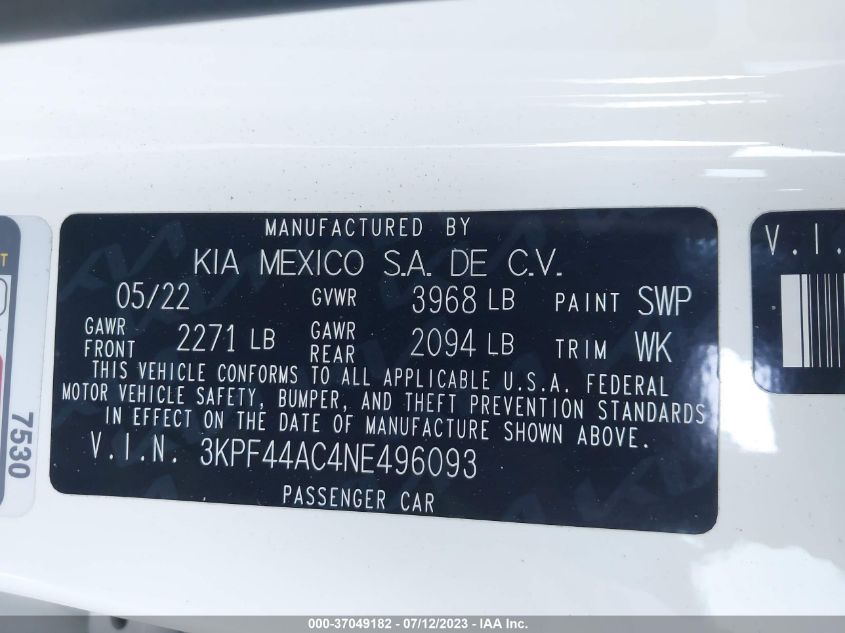 MANUFACTURED BY
KIA MEXICO S.A. DE C.V.
05/22 GVWR 3968 LB PAINT SWP
GAWR FRONT 2271 LB GAWR REAR 2094 LB TRIM WK
THIS VEHICLE CONFORMS TO ALL APPLICABLE U.S.A. FEDERAL
MOTOR VEHICLE SAFETY, BUMPER, AND THEFT PREVENTION STANDARDS
IN EFFECT ON THE DATE OF MANUFACTURE SHOWN ABOVE.
V.I.N. 3KPF44AC4NE496093
PASSENGER CAR
7530
V.I.
000-37049182 - 07/12/2023 - IAA Inc.